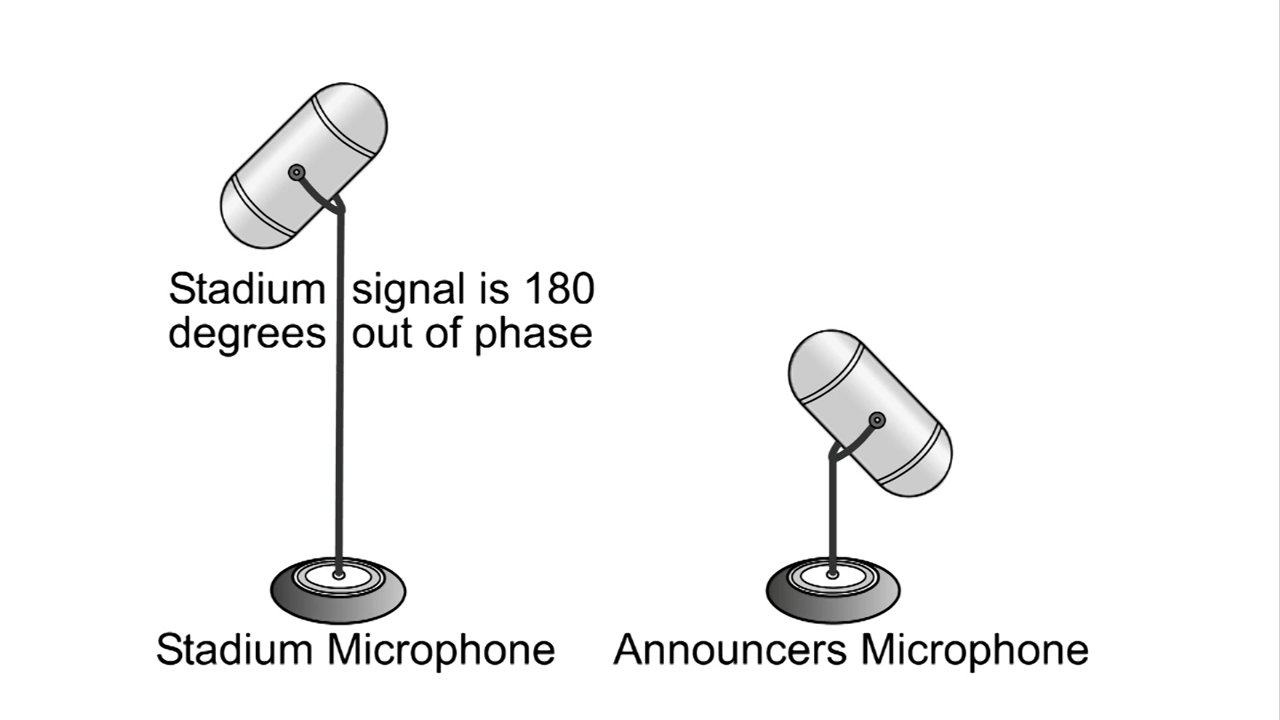 Stadium signal is 180
degrees out of phase
Stadium Microphone
Announcers Microphone